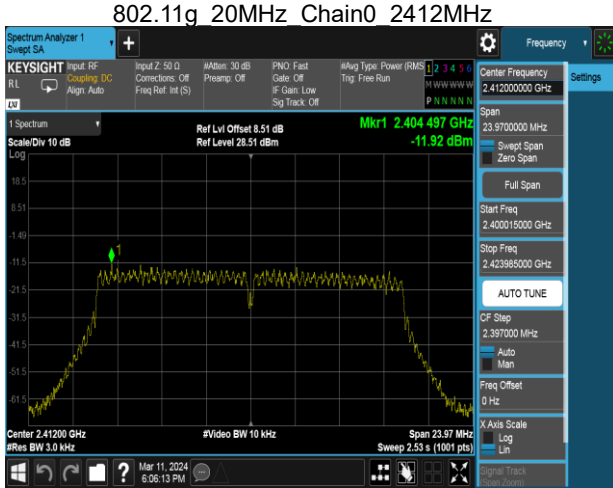 802.11g_20MHz_Chain0_2412MHz
Spectrum Analyzer 1
Swept SA
Frequency
KEYSIGHT
RL
Input: RF
Coupling: DC
Align: Auto
Input Z: 50 Ω
Corrections: Off
Freq Ref: Int (S)
#Atten: 30 dB
Preamp: Off
PNO: Fast
Gate: Off
IF Gain: Low
Sig Track: Off
#Avg Type: Power (RMS
Trig: Free Run
1 2 3 4 5 6
M W W W W W
P N N N N N
1 Spectrum
Scale/Div 10 dB
Log
Ref Lvl Offset 8.51 dB
Ref Level 28.51 dBm
Mkr1 2.404 497 GHz
-11.92 dBm
18.5
8.51
-1.49
-11.5
-21.5
-31.5
-41.5
-51.5
-61.5
1
Center 2.41200 GHz
#Res BW 3.0 kHz
#Video BW 10 kHz
Span 23.97 MHz
Sweep 2.53 s (1001 pts)
Mar 11, 2024
6:06:13 PM
Center Frequency
2.412000000 GHz
Settings
Span
23.9700000 MHz
Swept Span
Zero Span
Full Span
Start Freq
2.400015000 GHz
Stop Freq
2.423985000 GHz
AUTO TUNE
CF Step
2.397000 MHz
Auto
Man
Freq Offset
0 Hz
X Axis Scale
Log
Lin
Signal Track
(Span Zoom)